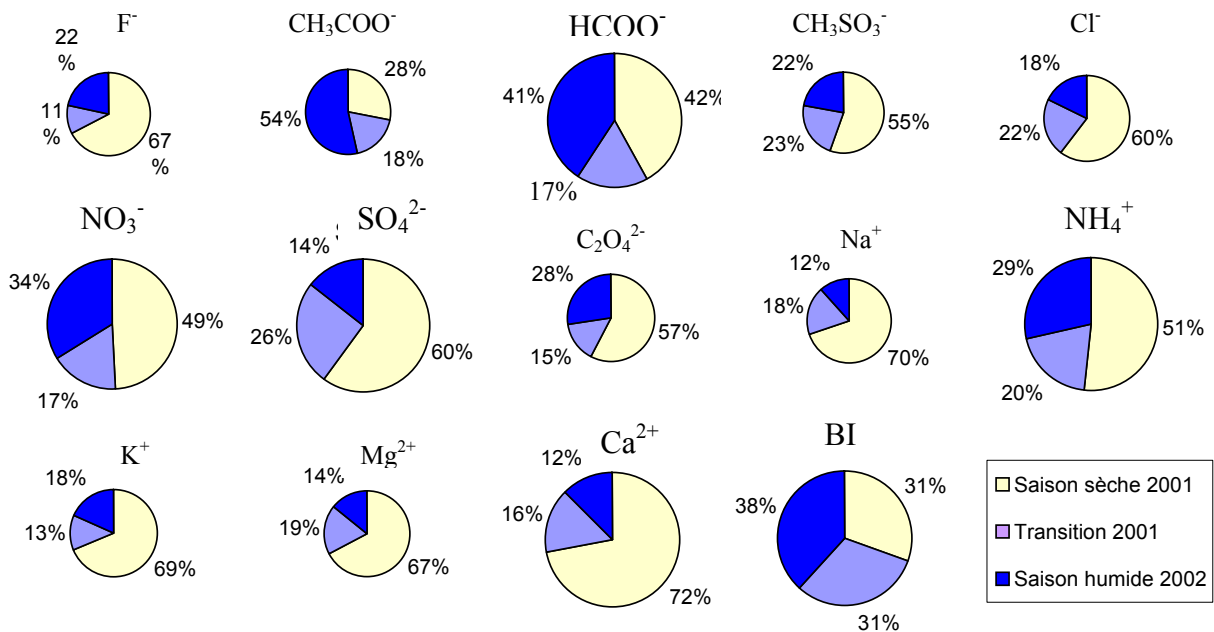 F⁻
22
%
11
%
67
%
CH₃COO⁻
28%
54%
18%
HCOO⁻
41%
42%
17%
CH₃SO₃⁻
22%
55%
23%
Cl⁻
18%
22%
60%
NO₃⁻
34%
49%
17%
SO₄²⁻
14%
26%
60%
C₂O₄²⁻
28%
57%
15%
Na⁺
12%
18%
70%
NH₄⁺
29%
51%
20%
K⁺
18%
13%
69%
Mg²⁺
14%
19%
67%
Ca²⁺
12%
16%
72%
BI
31%
38%
31%
Saison sèche 2001
Transition 2001
Saison humide 2002